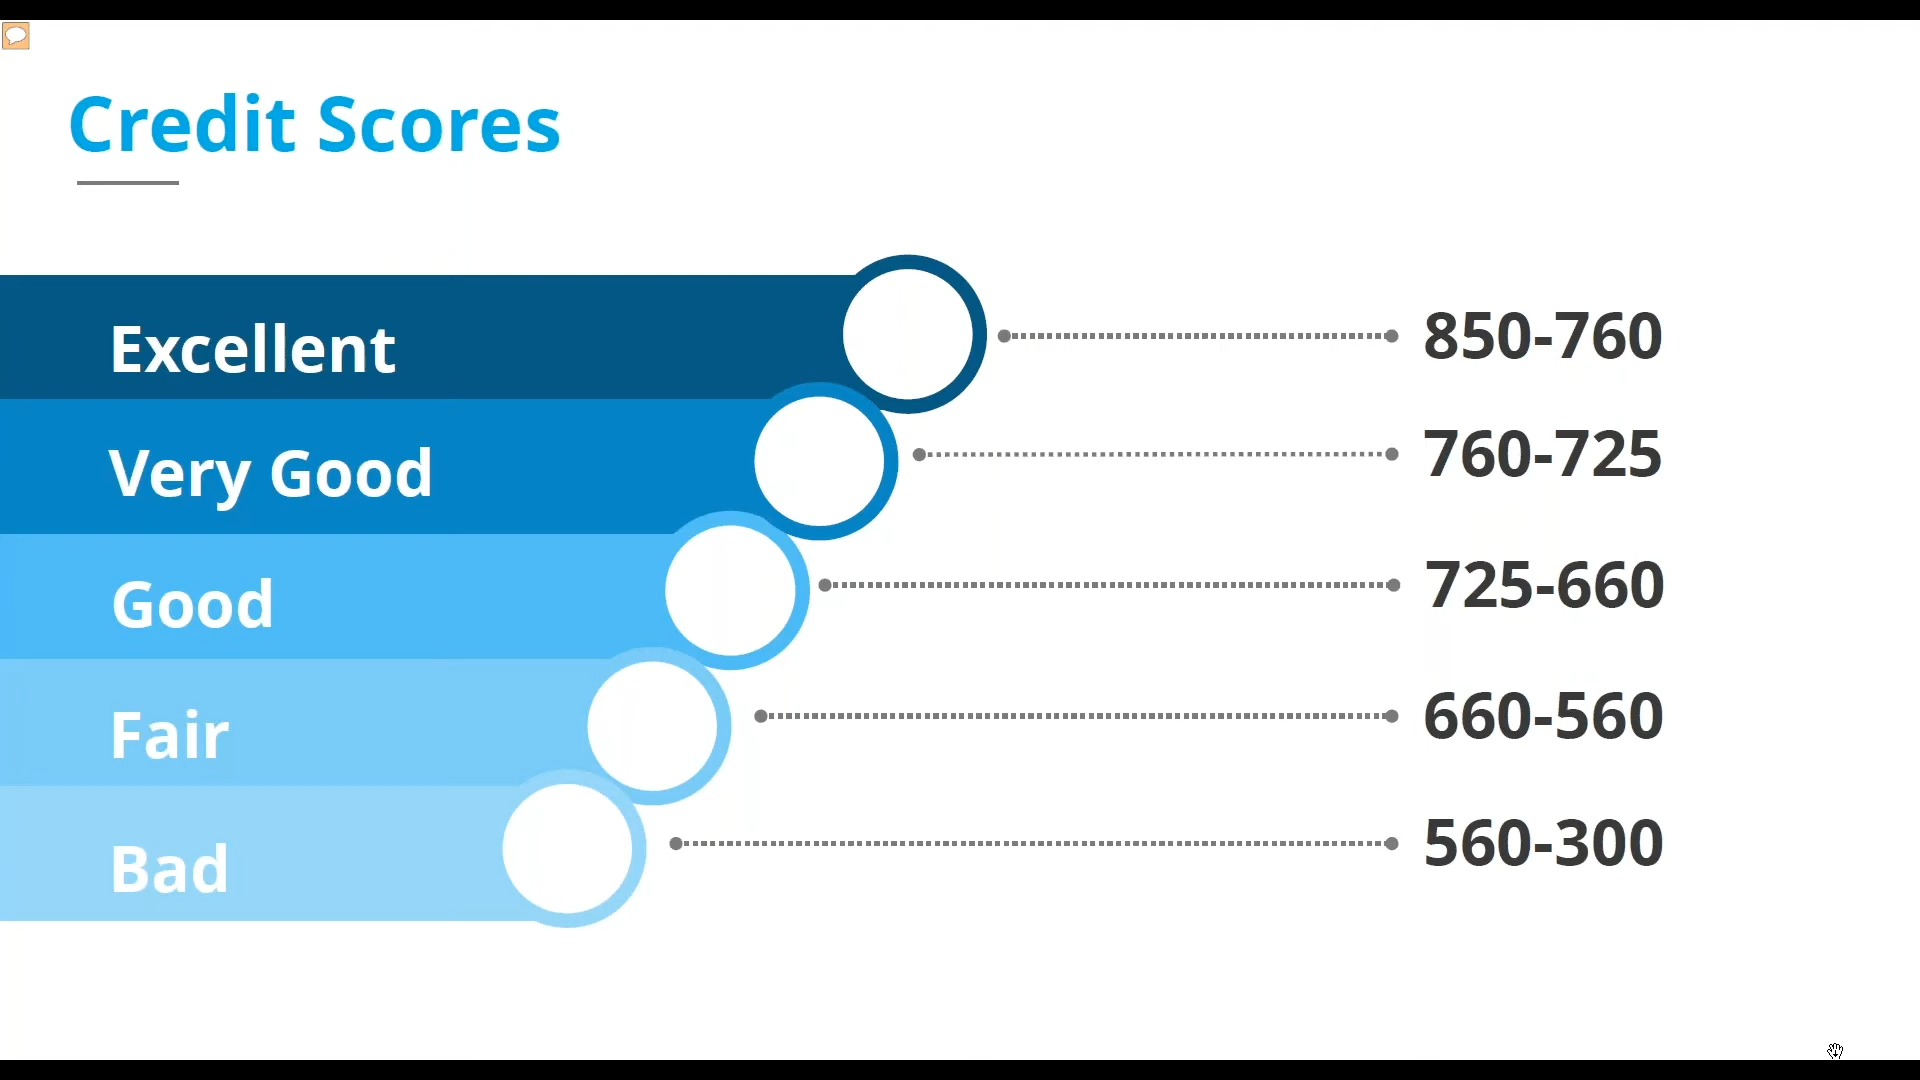 Credit Scores
Excellent 850-760
Very Good 760-725
Good 725-660
Fair 660-560
Bad 560-300